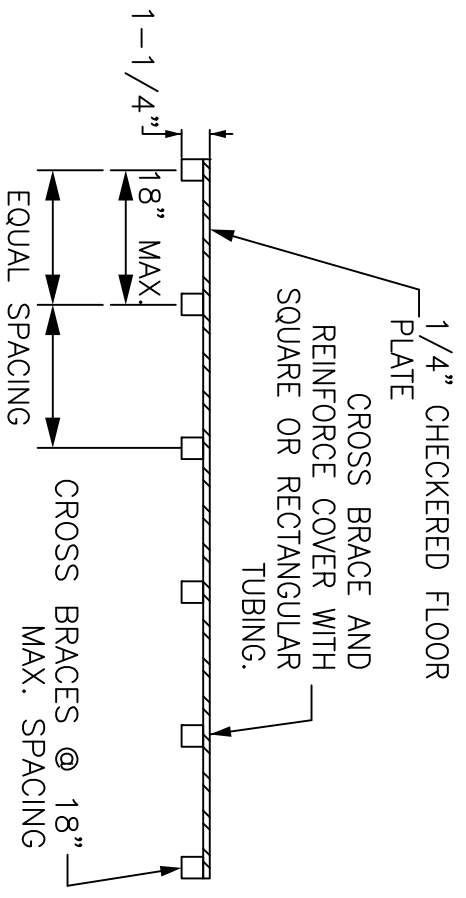 1/4" CHECKERED FLOOR
PLATE
CROSS BRACE AND
REINFORCE COVER WITH
SQUARE OR RECTANGULAR
TUBING.
1-1/4"
18" MAX.
EQUAL SPACING
CROSS BRACES @ 18"
MAX. SPACING